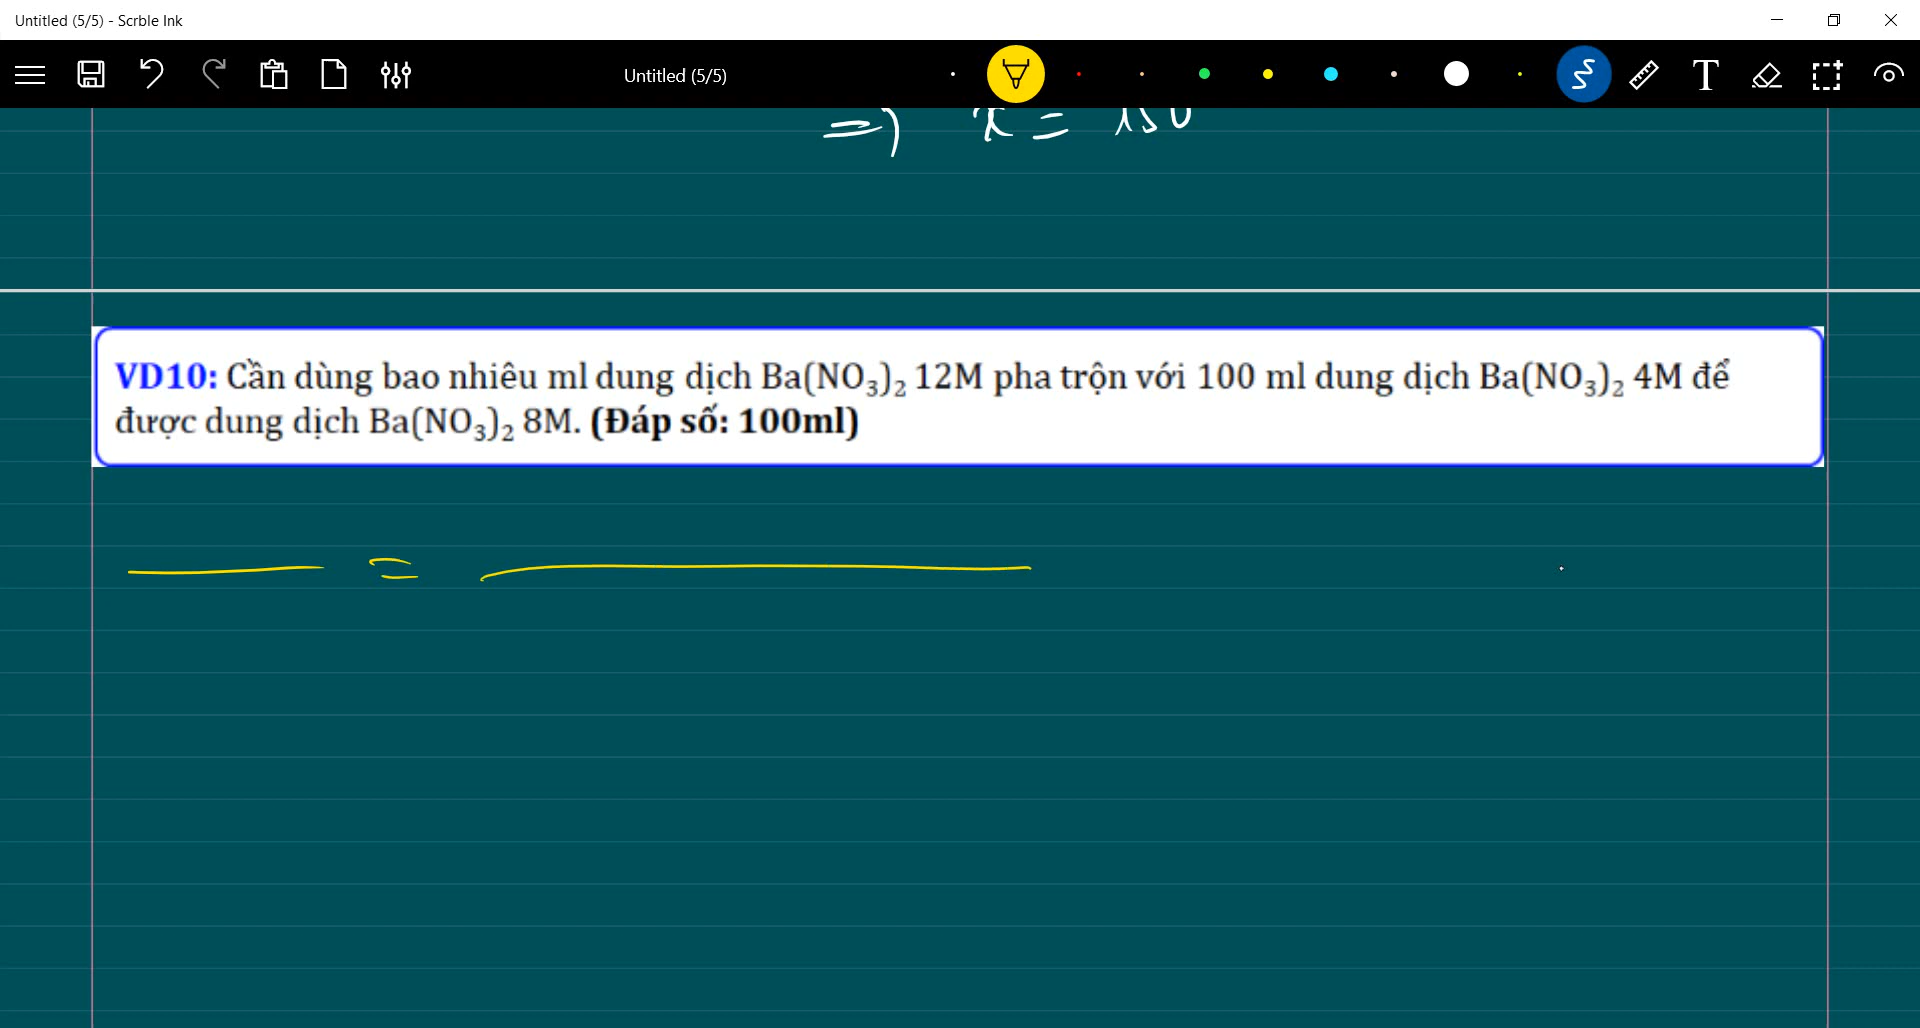 Untitled (5/5) - Scrble Ink
Untitled (5/5)
T
=> x = 150
VD10: Cần dùng bao nhiêu ml dung dịch Ba(NO₃)₂ 12M pha trộn với 100 ml dung dịch Ba(NO₃)₂ 4M để
được dung dịch Ba(NO₃)₂ 8M. (Đáp số: 100ml)
=